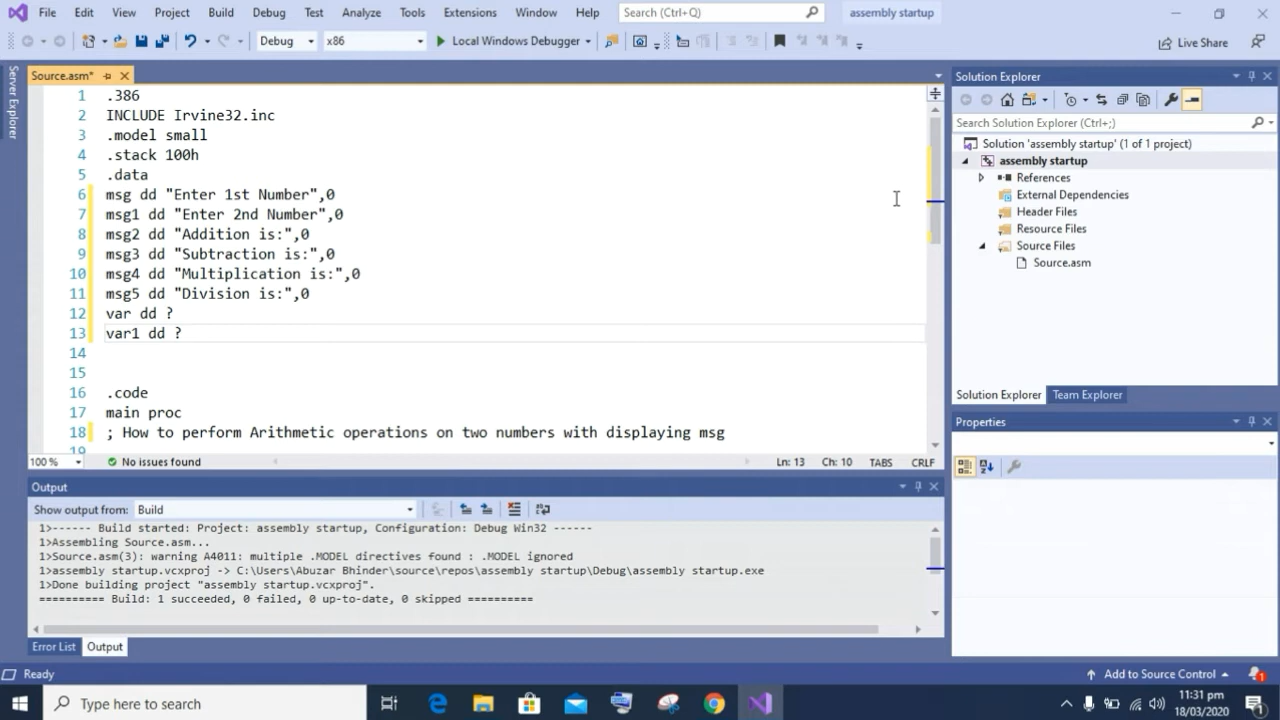 File Edit View Project Build Debug Test Analyze Tools Extensions Window Help Search (Ctrl+Q) assembly startup
Debug x86 Local Windows Debugger Live Share
Server Explorer
Source.asm*
1 .386
2 INCLUDE Irvine32.inc
3 .model small
4 .stack 100h
5 .data
6 msg dd "Enter 1st Number",0
7 msg1 dd "Enter 2nd Number",0
8 msg2 dd "Addition is:",0
9 msg3 dd "Subtraction is:",0
10 msg4 dd "Multiplication is:",0
11 msg5 dd "Division is:",0
12 var dd ?
13 var1 dd ?
14
15
16 .code
17 main proc
18 ; How to perform Arithmetic operations on two numbers with displaying msg
19
100 % No issues found Ln: 13 Ch: 10 TABS CRLF
Output
Show output from: Build
1>------ Build started: Project: assembly startup, Configuration: Debug Win32 ------
1>Assembling Source.asm...
1>Source.asm(3): warning A4011: multiple .MODEL directives found : .MODEL ignored
1>assembly startup.vcxproj -> C:\Users\Abuzar Bhinder\source\repos\assembly startup\Debug\assembly startup.exe
1>Done building project "assembly startup.vcxproj".
========== Build: 1 succeeded, 0 failed, 0 up-to-date, 0 skipped ==========
Error List Output
Solution Explorer
Search Solution Explorer (Ctrl+;)
Solution 'assembly startup' (1 of 1 project)
assembly startup
References
External Dependencies
Header Files
Resource Files
Source Files
Source.asm
Solution Explorer Team Explorer
Properties
Ready Add to Source Control 1
Type here to search 11:31 pm
18/03/2020 1